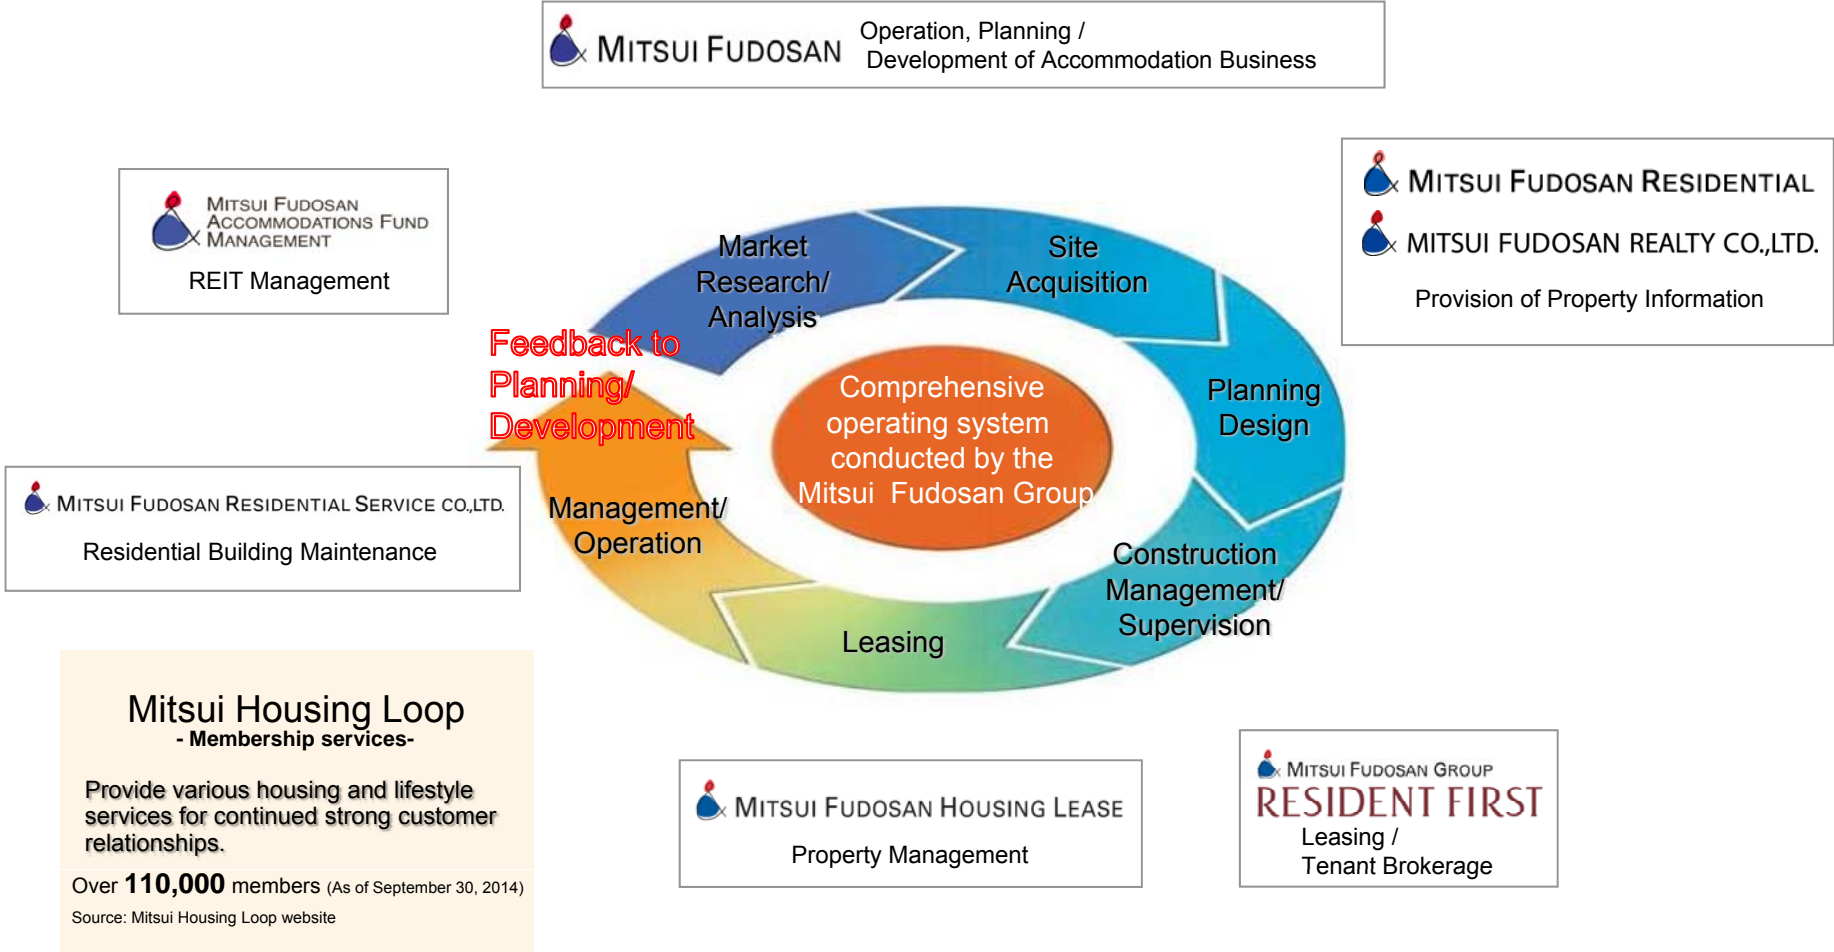 MITSUI FUDOSAN
Operation, Planning /
Development of Accommodation Business
MITSUI FUDOSAN RESIDENTIAL
MITSUI FUDOSAN REALTY CO.,LTD.
Provision of Property Information
MITSUI FUDOSAN
ACCOMMODATIONS FUND
MANAGEMENT
REIT Management
Market
Research/
Analysis
Site
Acquisition
Planning
Design
Construction
Management/
Supervision
Leasing
Management/
Operation
Feedback to
Planning/
Development
Comprehensive
operating system
conducted by the
Mitsui Fudosan Group
MITSUI FUDOSAN RESIDENTIAL SERVICE CO.,LTD.
Residential Building Maintenance
Mitsui Housing Loop
- Membership services-
Provide various housing and lifestyle
services for continued strong customer
relationships.
Over 110,000 members (As of September 30, 2014)
Source: Mitsui Housing Loop website
MITSUI FUDOSAN HOUSING LEASE
Property Management
MITSUI FUDOSAN GROUP
RESIDENT FIRST
Leasing /
Tenant Brokerage